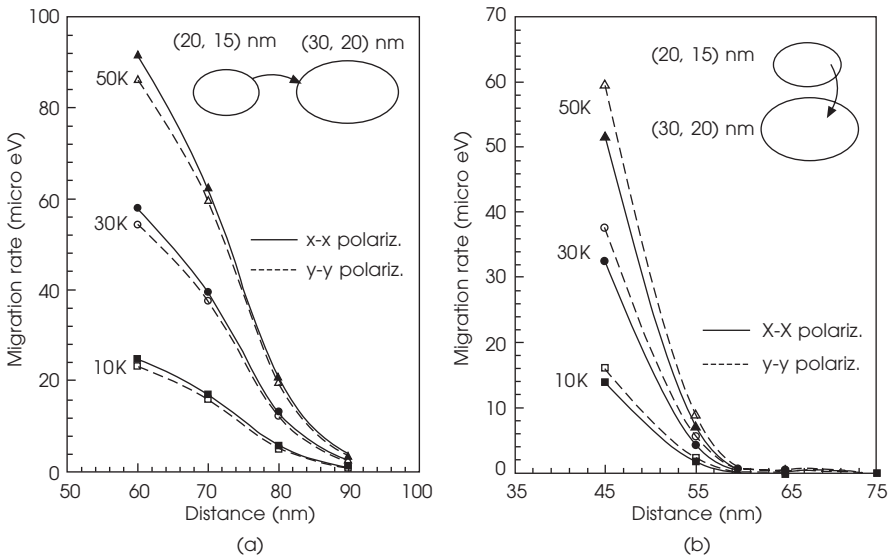 100
80
60
40
20
0
50 60 70 80 90 100
Migration rate (micro eV)
Distance (nm)
(20, 15) nm (30, 20) nm
50K
30K
10K
x-x polariz.
y-y polariz.
(a)
70
60
50
40
30
20
10
0
35 45 55 65 75
Migration rate (micro eV)
Distance (nm)
(20, 15) nm
(30, 20) nm
50K
30K
10K
X-X polariz.
y-y polariz.
(b)